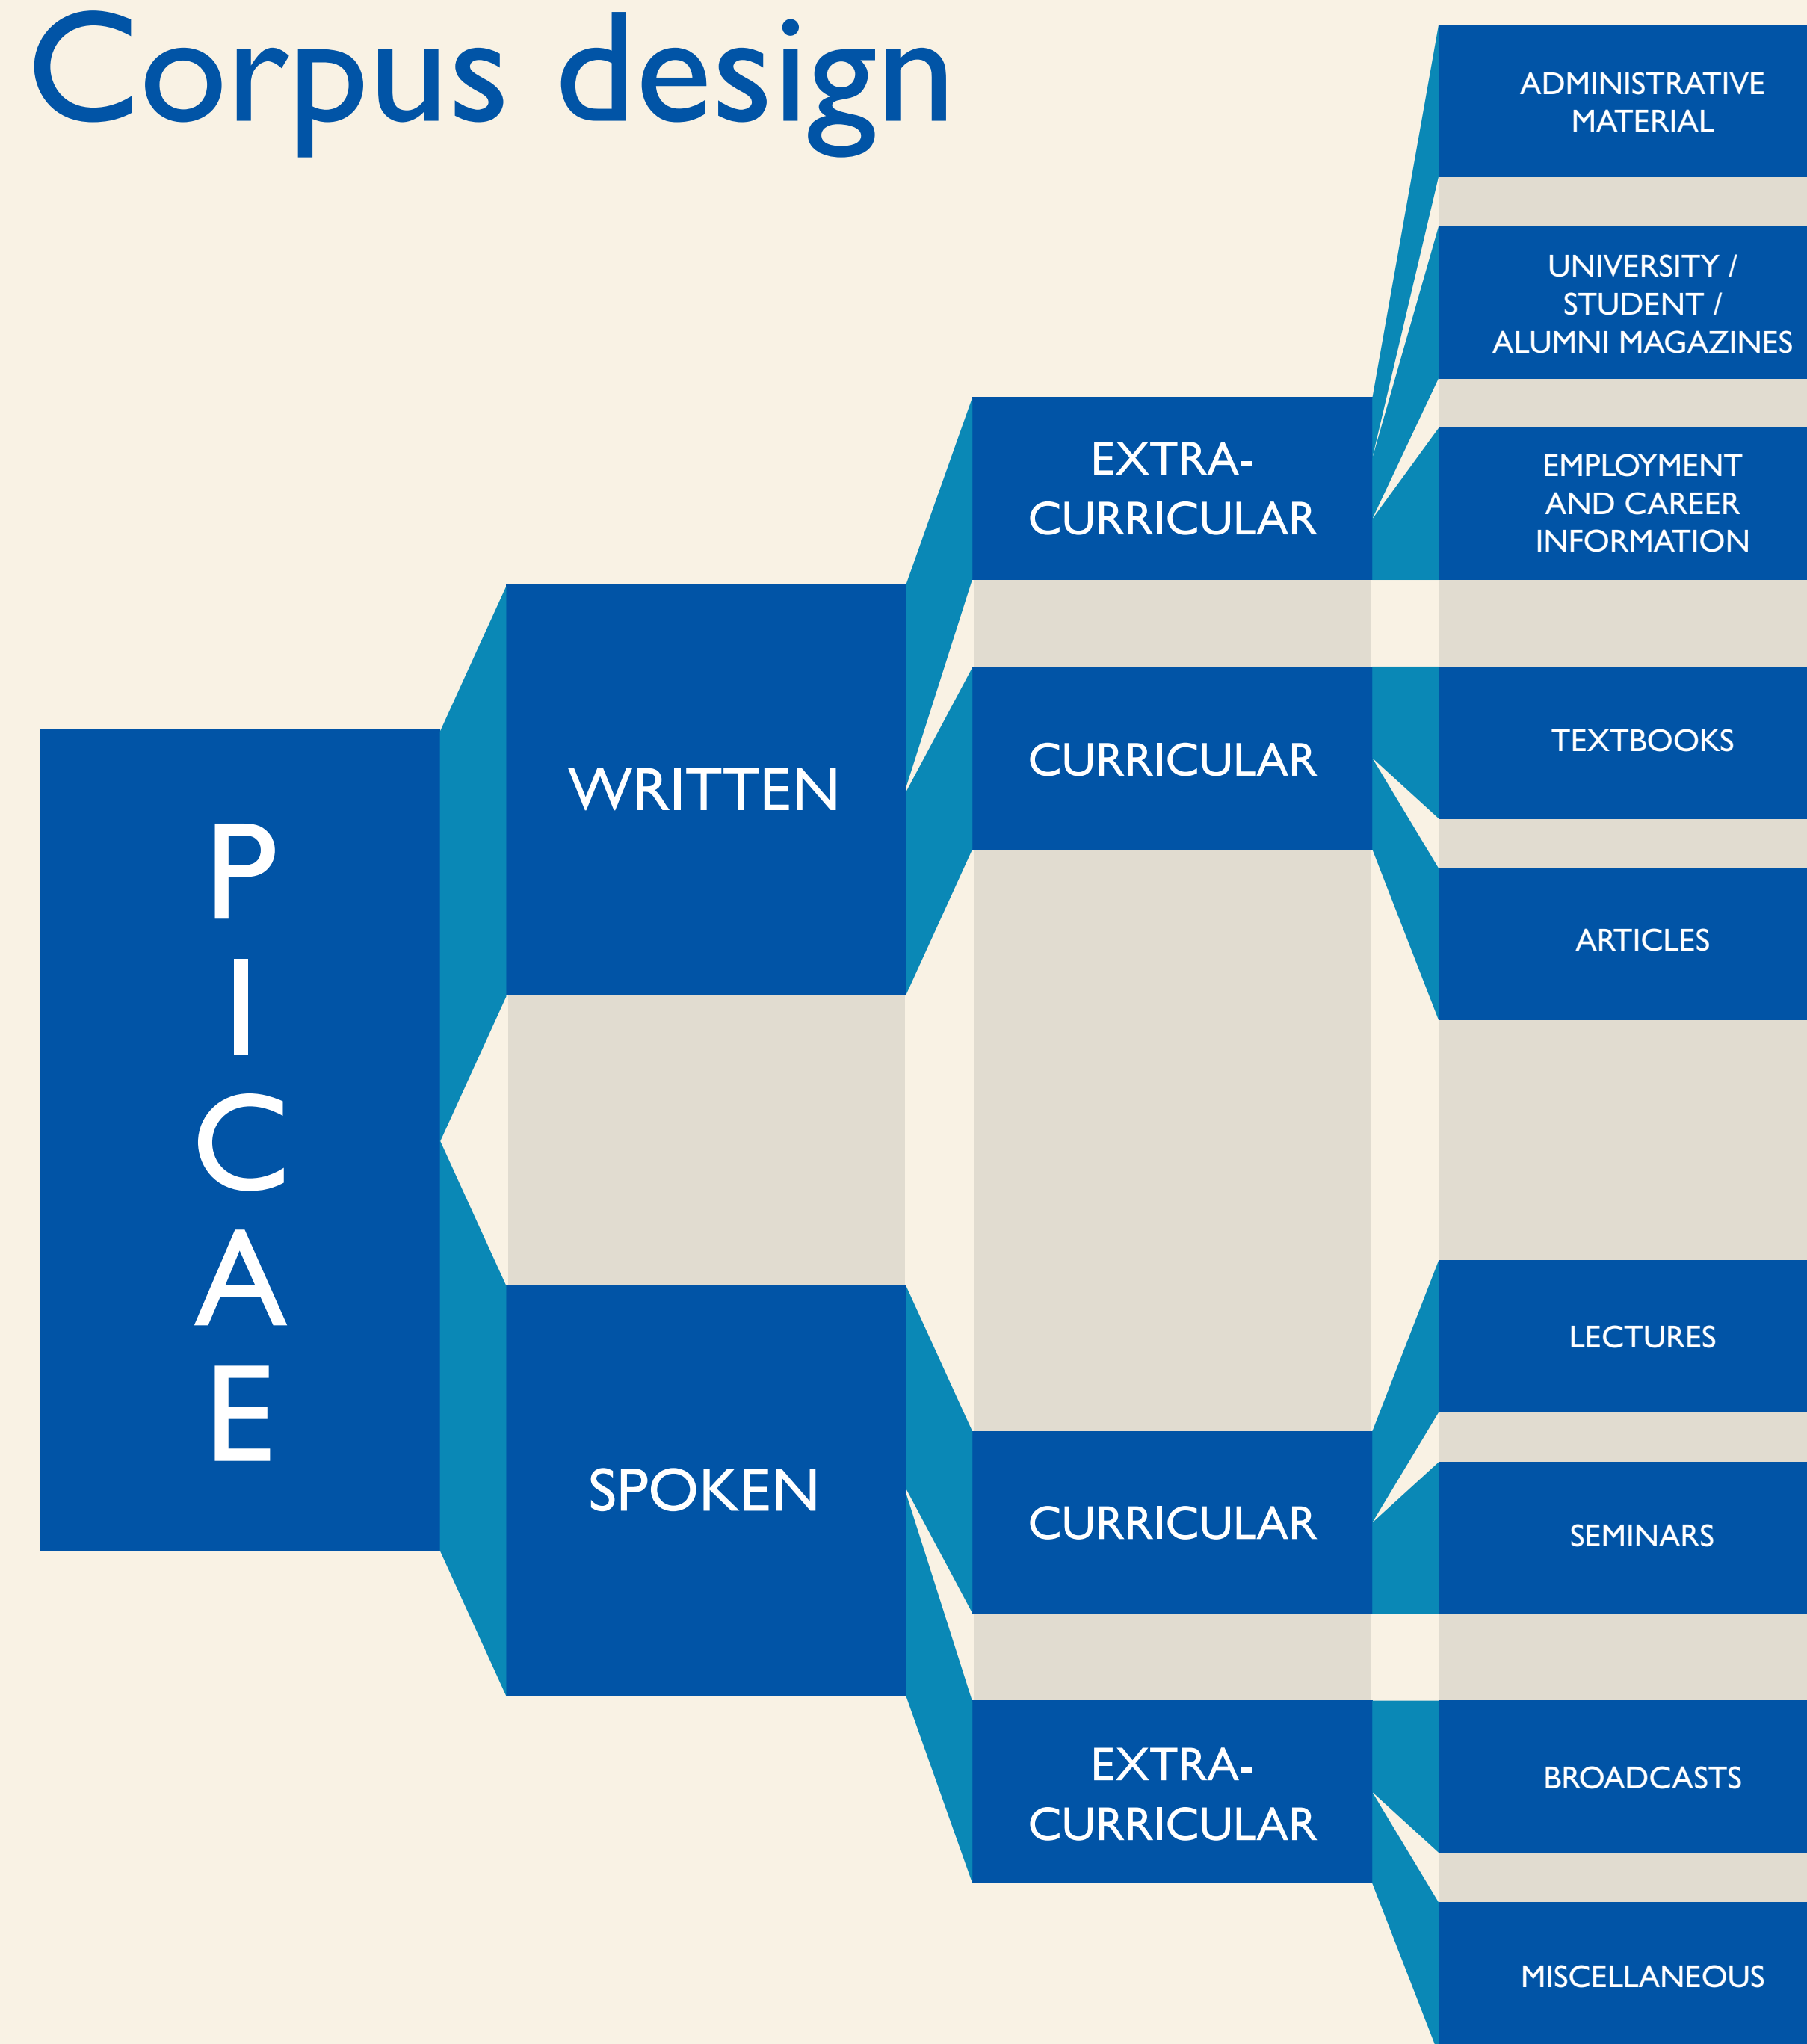 Corpus design
PICAE
WRITTEN
EXTRA-
CURRICULAR
ADMINISTRATIVE
MATERIAL
UNIVERSITY /
STUDENT /
ALUMNI MAGAZINES
EMPLOYMENT
AND CAREER
INFORMATION
CURRICULAR
TEXTBOOKS
ARTICLES
SPOKEN
CURRICULAR
LECTURES
SEMINARS
EXTRA-
CURRICULAR
BROADCASTS
MISCELLANEOUS